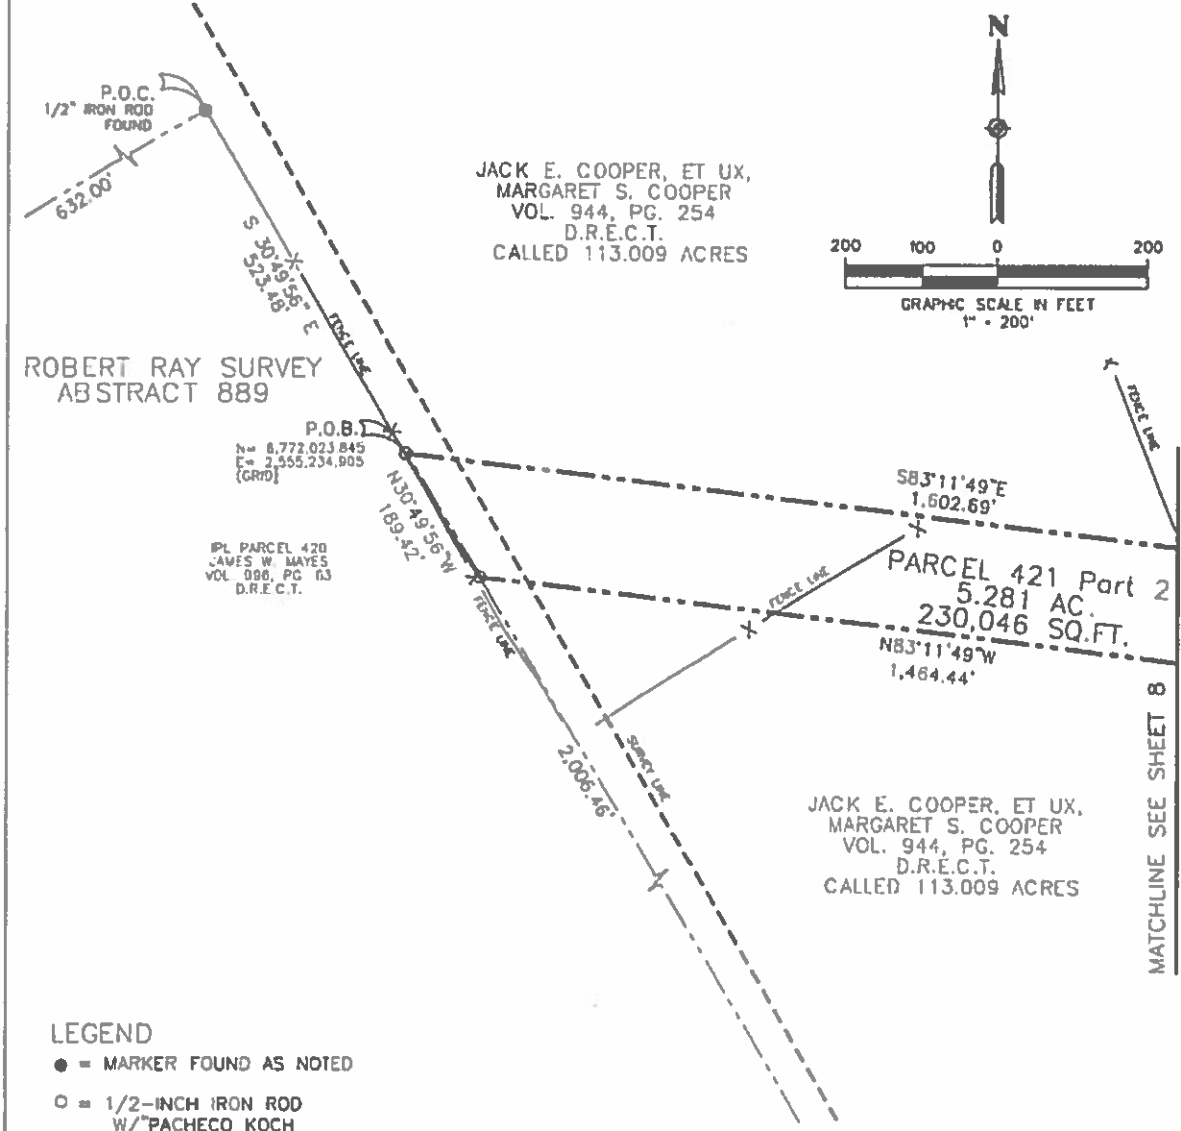 N
P.O.C.
1/2" IRON ROD
FOUND
632.00'
JACK E. COOPER, ET UX,
MARGARET S. COOPER
VOL. 944, PG. 254
D.R.E.C.T.
CALLED 113.009 ACRES
200 100 0 200
GRAPHIC SCALE IN FEET
1" = 200'
S 30°49'56" E
523.48'
FENCE LINE
ROBERT RAY SURVEY
ABSTRACT 889
FENCE LINE
P.O.B.
N= 6,772,023.845
E= 2,555,234.905
(GRID)
S83°11'49"E
1,602.69'
N30°49'56"W
189.42'
IPL PARCEL 420
JAMES W. MAYES
VOL 996, PG 63
D.R.E.C.T.
FENCE LINE
PARCEL 421 Part 2
5.281 AC.
230,046 SQ.FT.
FENCE LINE
N83°11'49"W
1,464.44'
SURVEY LINE
2,006.46'
MATCHLINE SEE SHEET 8
JACK E. COOPER, ET UX,
MARGARET S. COOPER
VOL. 944, PG. 254
D.R.E.C.T.
CALLED 113.009 ACRES
LEGEND
● = MARKER FOUND AS NOTED
○ = 1/2-INCH IRON ROD
W/"PACHECO KOCH